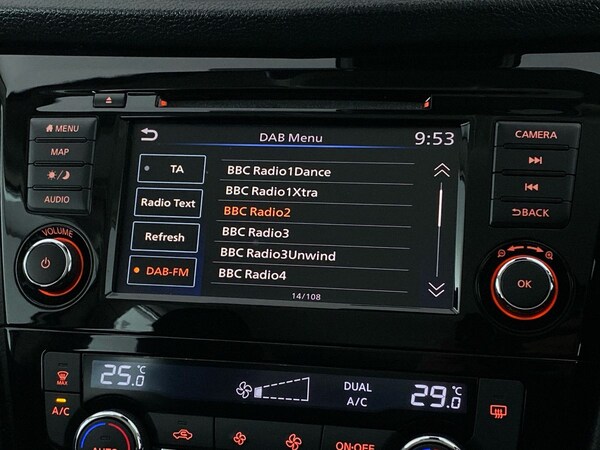 MENU
MAP
AUDIO
VOLUME
DAB Menu 9:53
TA
Radio Text
Refresh
DAB-FM
BBC Radio1Dance
BBC Radio1Xtra
BBC Radio2
BBC Radio3
BBC Radio3Unwind
BBC Radio4
14/108
CAMERA
BACK
OK
25.0 °C
DUAL
A/C
29.0 °C
MAX
A/C
AUTO
ON·OFF